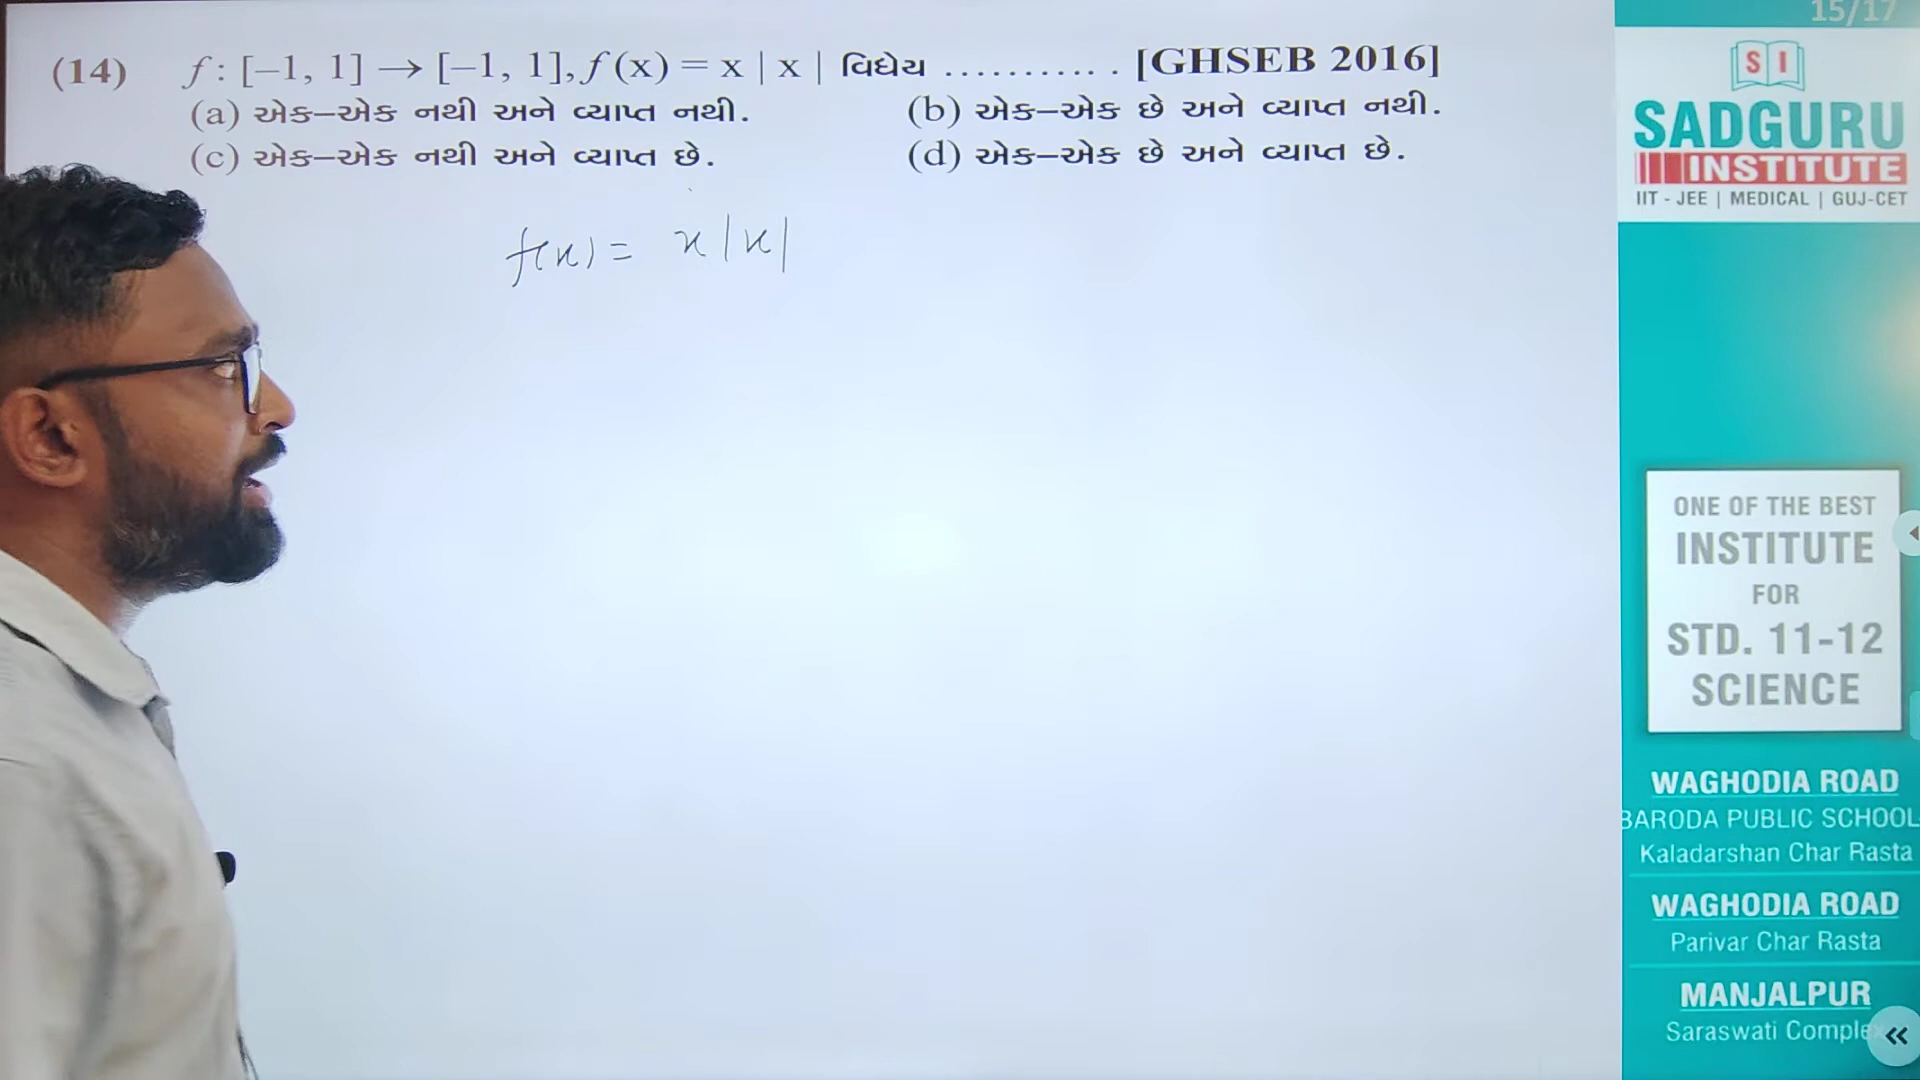 15/17
(14) f : [–1, 1] → [–1, 1], f (x) = x | x | વિધેય ........... . [GHSEB 2016]
(a) એક–એક નથી અને વ્યાપ્ત નથી. (b) એક–એક છે અને વ્યાપ્ત નથી.
(c) એક–એક નથી અને વ્યાપ્ત છે. (d) એક–એક છે અને વ્યાપ્ત છે.
f(x) = x |x|
S I
SADGURU
INSTITUTE
IIT - JEE | MEDICAL | GUJ-CET
ONE OF THE BEST
INSTITUTE
FOR
STD. 11-12
SCIENCE
WAGHODIA ROAD
BARODA PUBLIC SCHOOL
Kaladarshan Char Rasta
WAGHODIA ROAD
Parivar Char Rasta
MANJALPUR
Saraswati